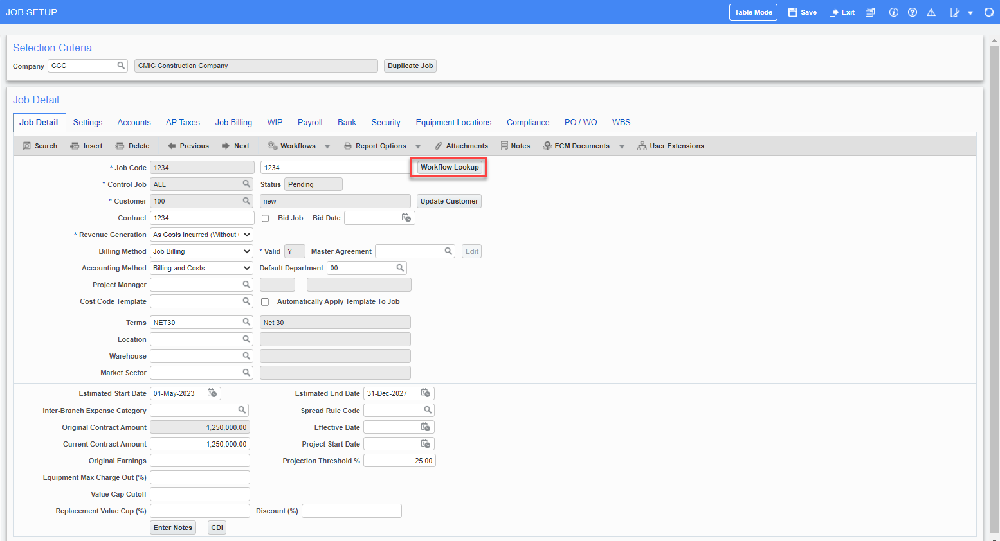 JOB SETUP Table Mode Save Exit
Selection Criteria
Company CCC CMiC Construction Company Duplicate Job
Job Detail
Job Detail Settings Accounts AP Taxes Job Billing WIP Payroll Bank Security Equipment Locations Compliance PO / WO WBS
Search Insert Delete Previous Next Workflows Report Options Attachments Notes ECM Documents User Extensions
* Job Code 1234 1234 Workflow Lookup
* Control Job ALL Status Pending
* Customer 100 new Update Customer
Contract 1234 Bid Job Bid Date
* Revenue Generation As Costs Incurred (Without
Billing Method Job Billing * Valid Y Master Agreement Edit
Accounting Method Billing and Costs Default Department 00
Project Manager
Cost Code Template Automatically Apply Template To Job
Terms NET30 Net 30
Location
Warehouse
Market Sector
Estimated Start Date 01-May-2023 Estimated End Date 31-Dec-2027
Inter-Branch Expense Category Spread Rule Code
Original Contract Amount 1,250,000.00 Effective Date
Current Contract Amount 1,250,000.00 Project Start Date
Original Earnings Projection Threshold % 25.00
Equipment Max Charge Out (%)
Value Cap Cutoff
Replacement Value Cap (%) Discount (%)
Enter Notes CDI